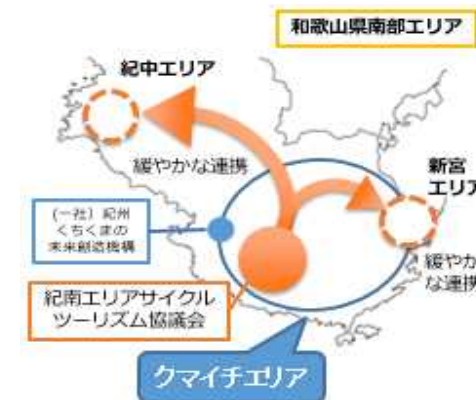 和歌山県南部エリア
紀中エリア
緩やかな連携
新宮
エリア
(一社)紀州
くちくまの
未来創造機構
緩やか
な連携
紀南エリアサイクル
ツーリズム協議会
クマイチエリア